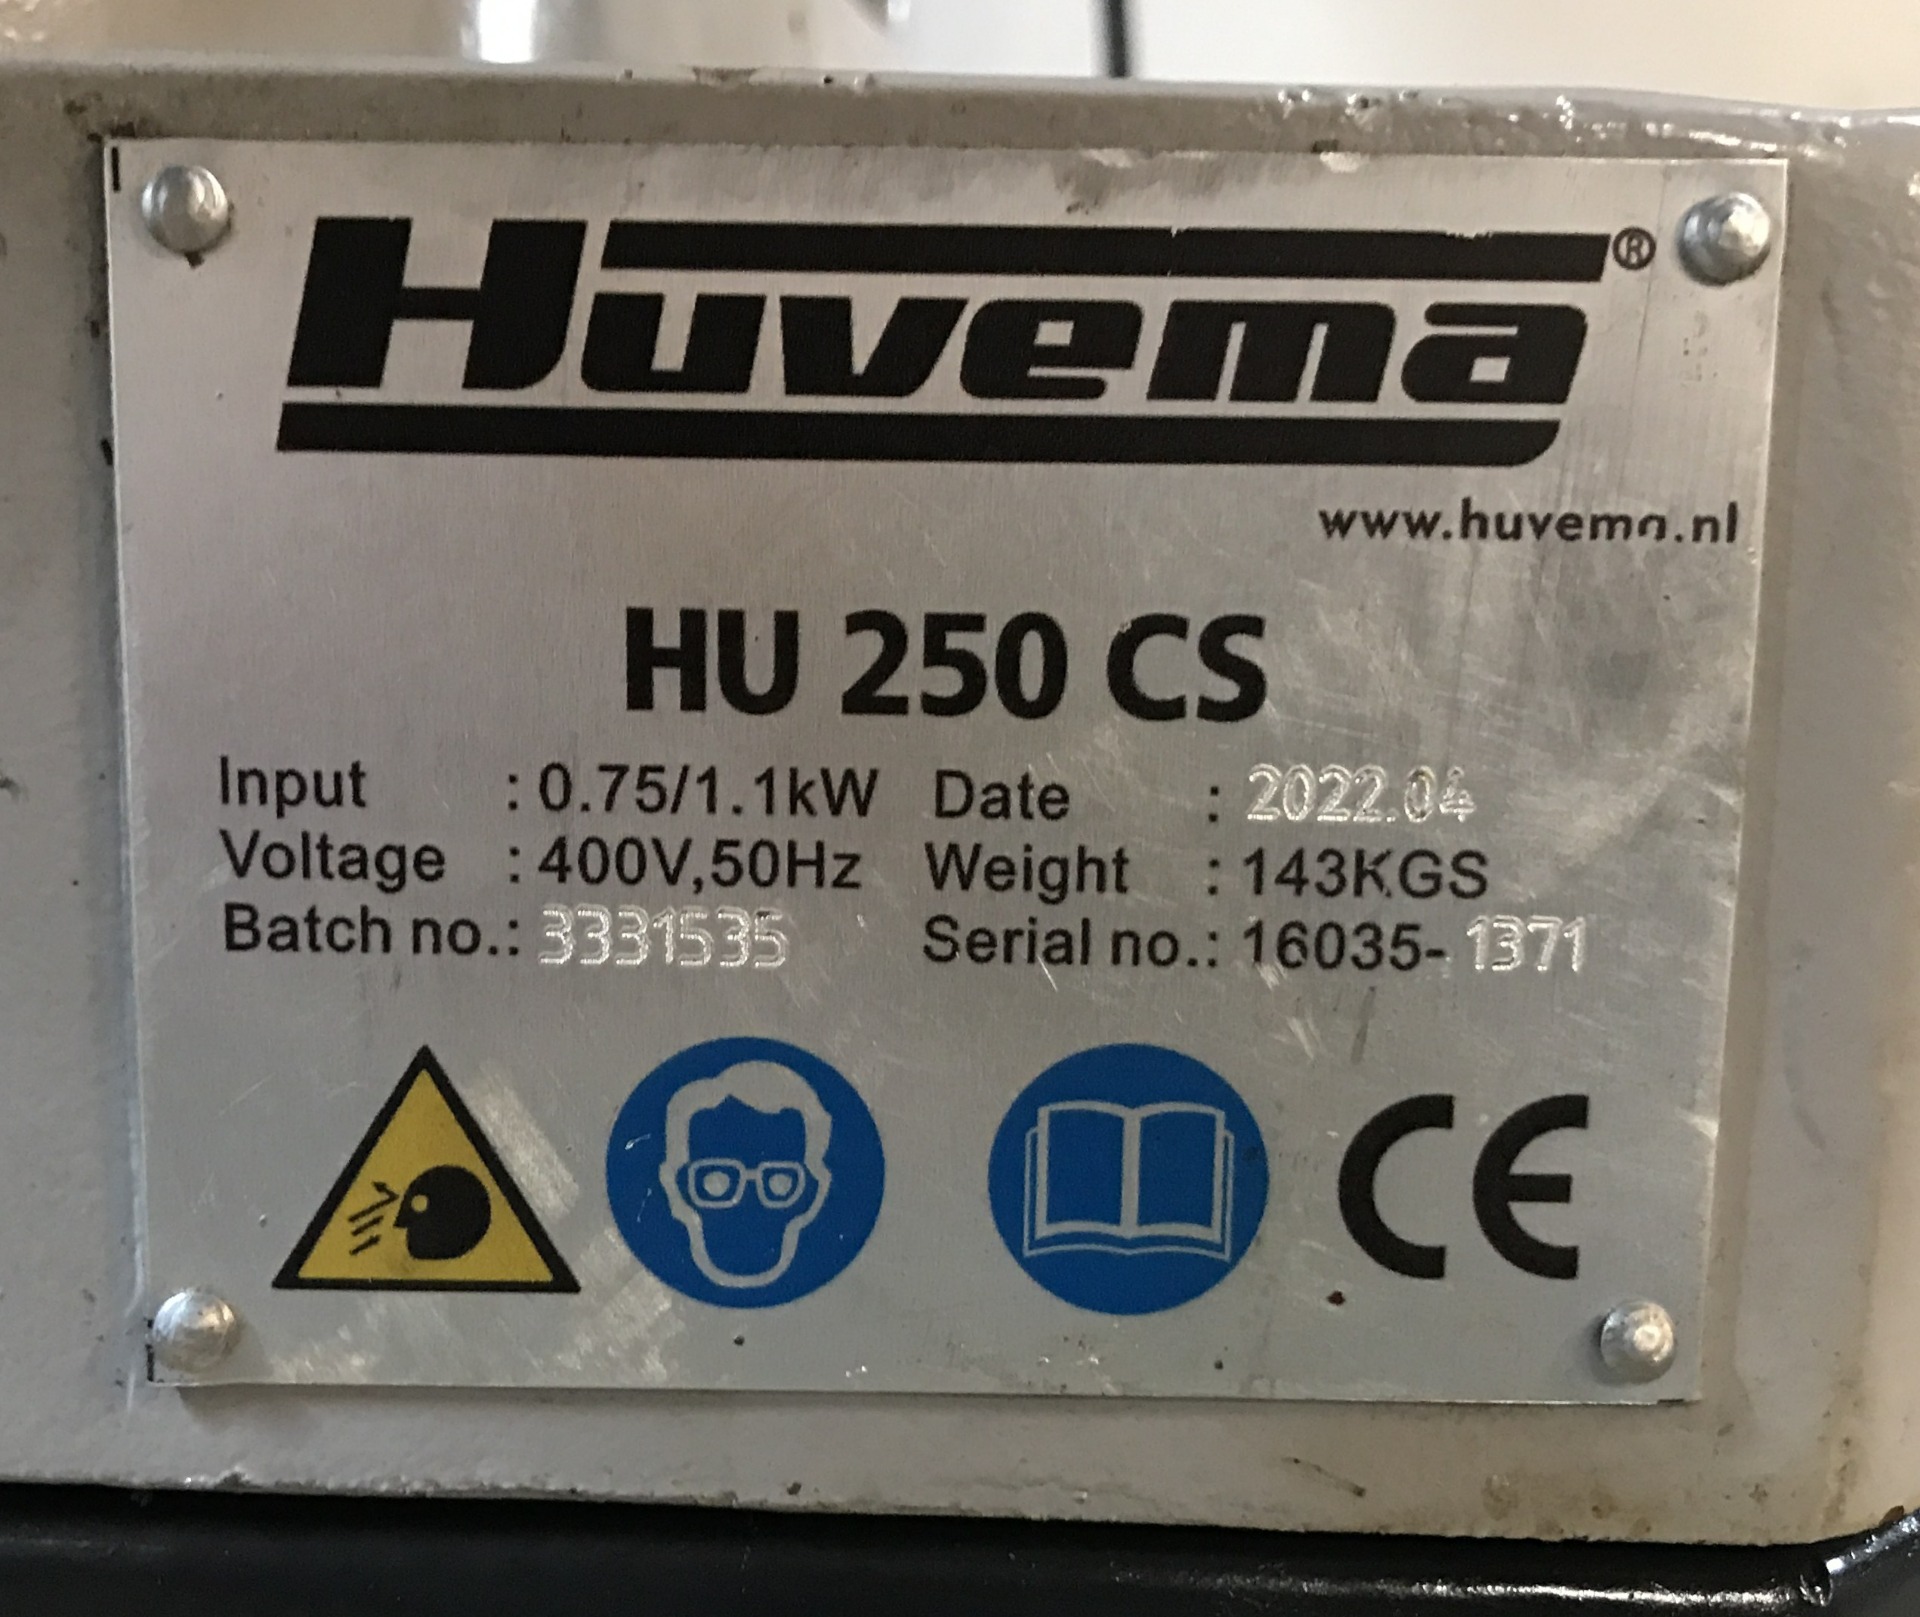 Huvema®
www.huvema.nl
HU 250 CS
Input : 0.75/1.1kW Date : 2022.04
Voltage : 400V,50Hz Weight : 143KGS
Batch no.: 3331535 Serial no.: 16035-1371
CE